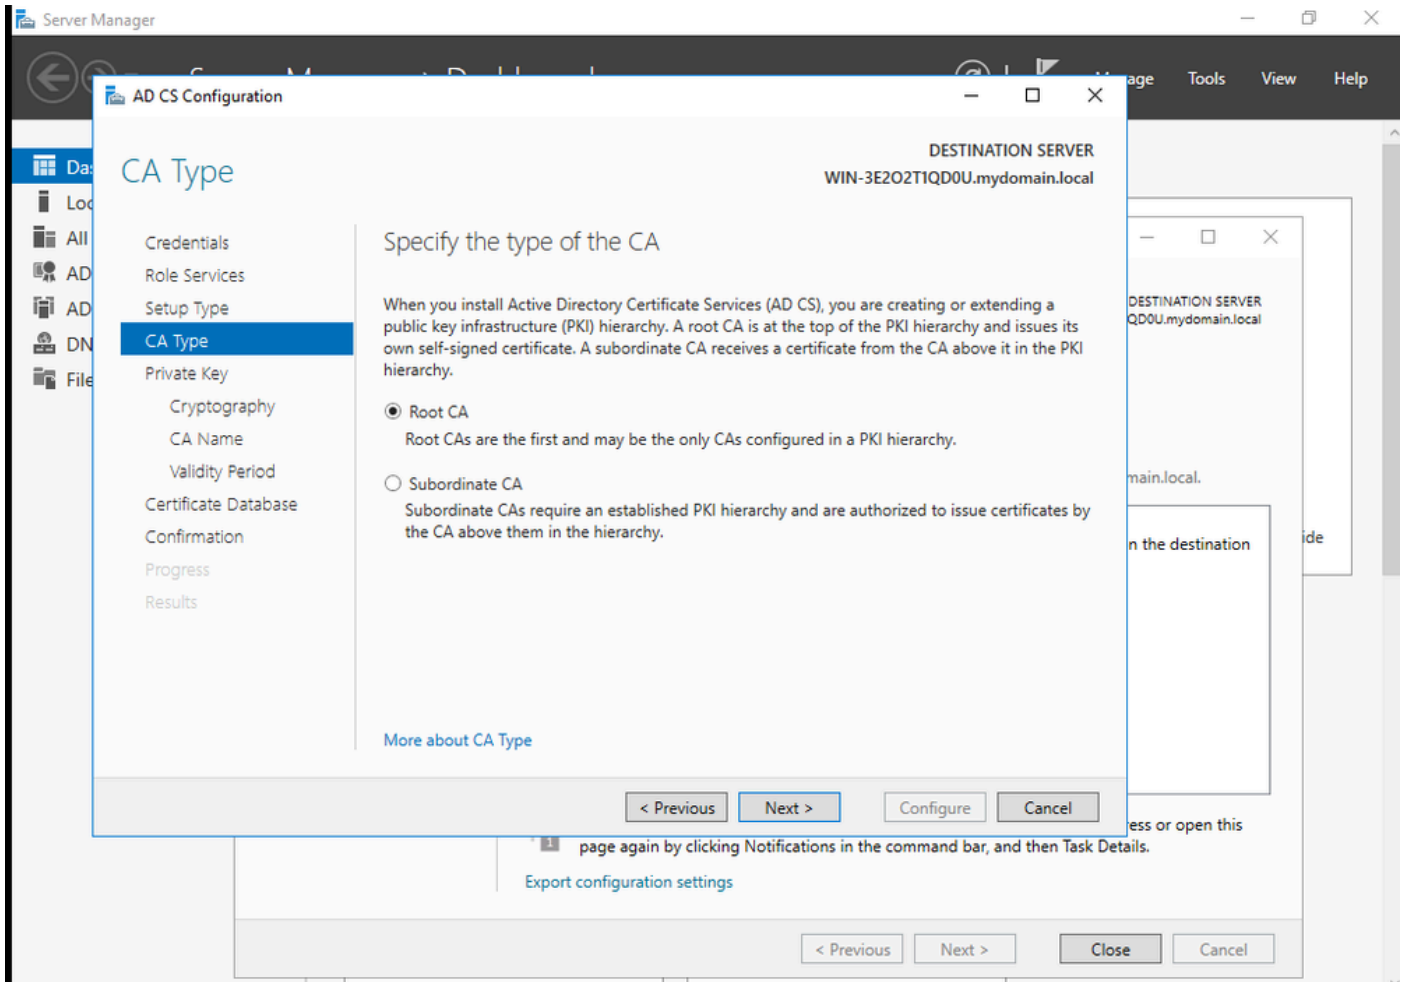 Server Manager
Manage Tools View Help
AD CS Configuration
CA Type
DESTINATION SERVER
WIN-3E2O2T1QD0U.mydomain.local
Credentials
Role Services
Setup Type
CA Type
Private Key
Cryptography
CA Name
Validity Period
Certificate Database
Confirmation
Progress
Results
Specify the type of the CA
When you install Active Directory Certificate Services (AD CS), you are creating or extending a
public key infrastructure (PKI) hierarchy. A root CA is at the top of the PKI hierarchy and issues its
own self-signed certificate. A subordinate CA receives a certificate from the CA above it in the PKI
hierarchy.
Root CA
Root CAs are the first and may be the only CAs configured in a PKI hierarchy.
Subordinate CA
Subordinate CAs require an established PKI hierarchy and are authorized to issue certificates by
the CA above them in the hierarchy.
More about CA Type
< Previous Next > Configure Cancel
Das
Loc
All
AD
AD
DN
File
DESTINATION SERVER
QD0U.mydomain.local
main.local.
n the destination
ide
ress or open this
page again by clicking Notifications in the command bar, and then Task Details.
Export configuration settings
< Previous Next > Close Cancel